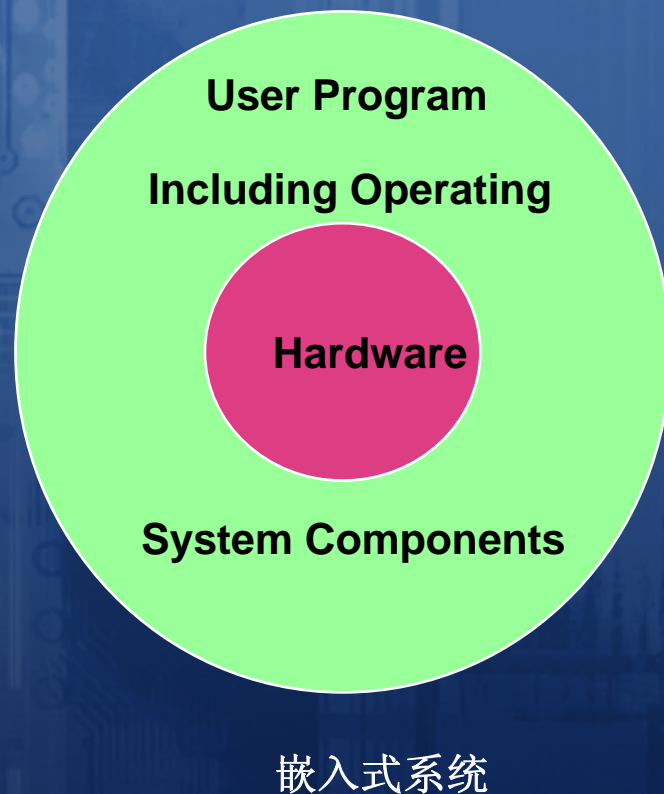 User Program
Including Operating
Hardware
System Components
嵌入式系统